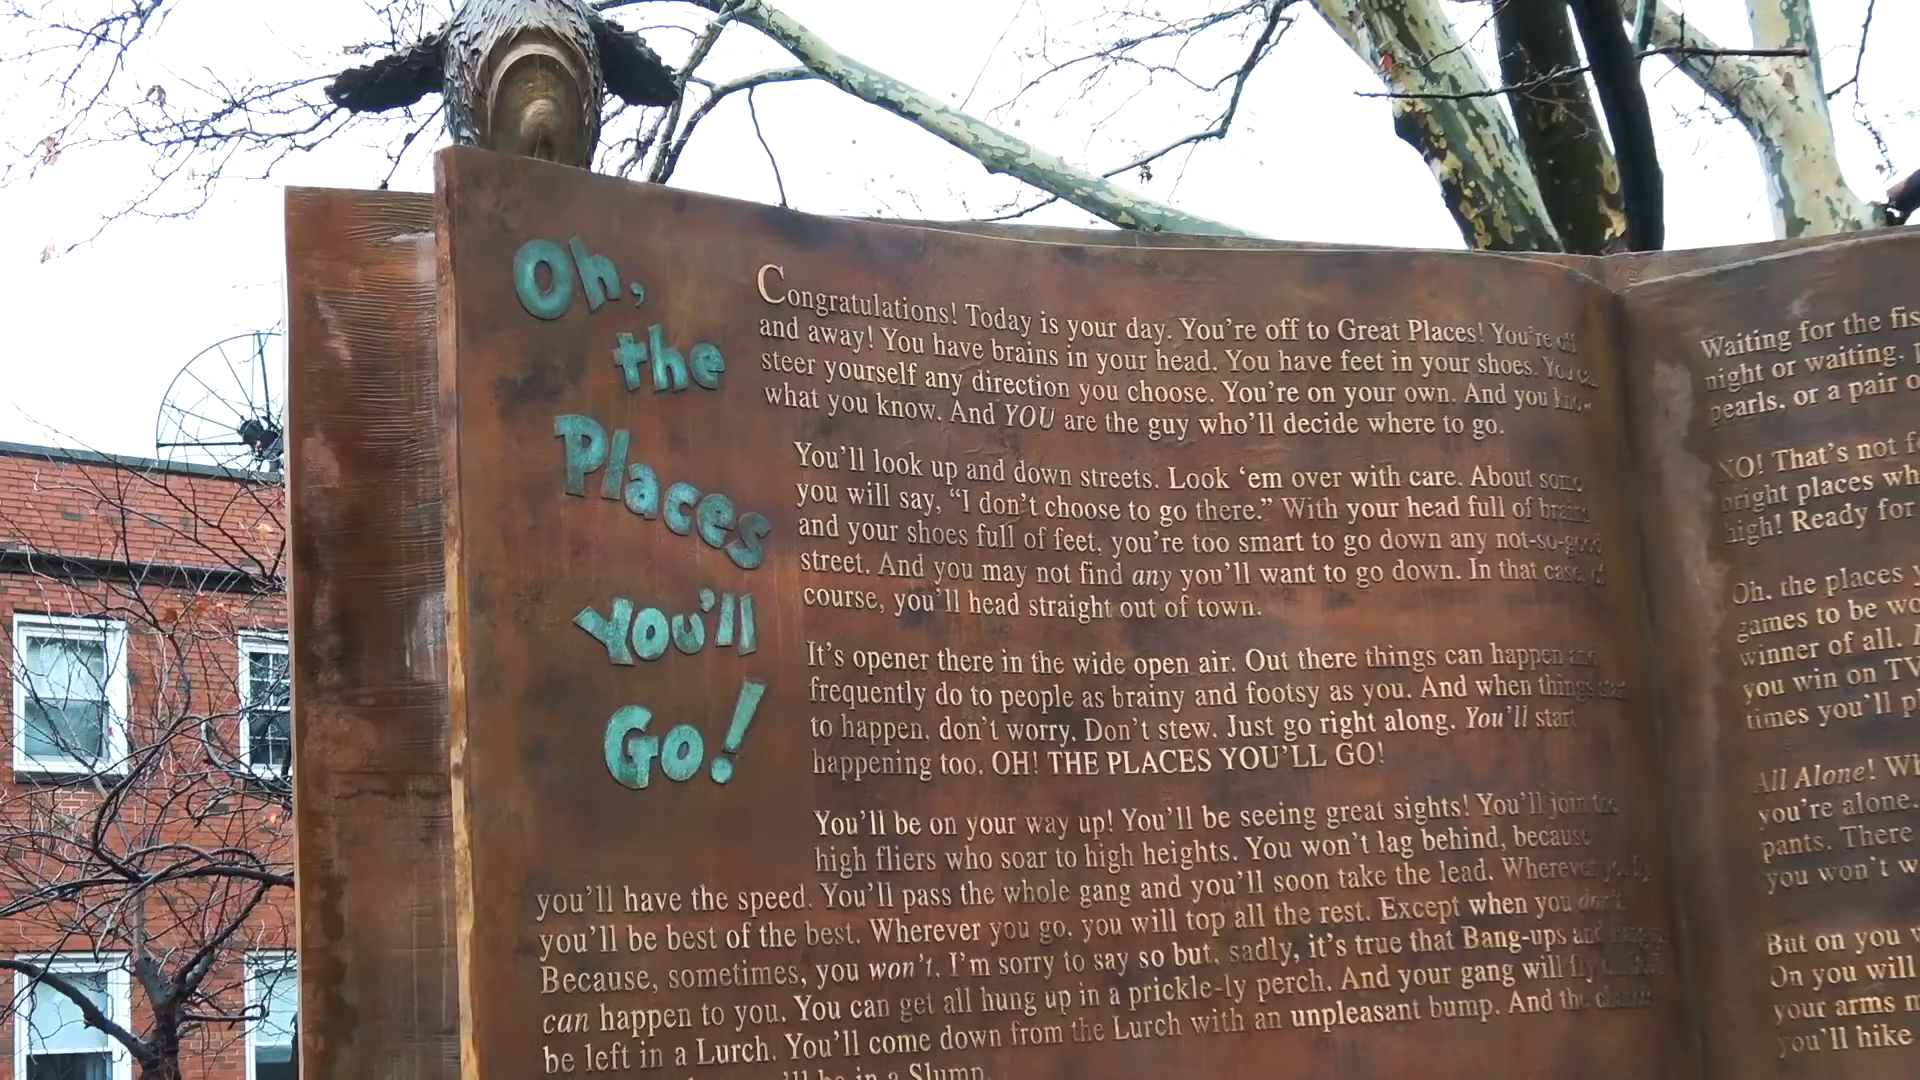 Oh,
the
Places
You'll
Go!
Congratulations! Today is your day. You're off to Great Places! You're off
and away! You have brains in your head. You have feet in your shoes. You can
steer yourself any direction you choose. You're on your own. And you know
what you know. And YOU are the guy who'll decide where to go.
You'll look up and down streets. Look 'em over with care. About some
you will say, "I don't choose to go there." With your head full of brains
and your shoes full of feet, you're too smart to go down any not-so-good
street. And you may not find any you'll want to go down. In that case, of
course, you'll head straight out of town.
It's opener there in the wide open air. Out there things can happen and
frequently do to people as brainy and footsy as you. And when things start
to happen, don't worry. Don't stew. Just go right along. You'll start
happening too. OH! THE PLACES YOU'LL GO!
You'll be on your way up! You'll be seeing great sights! You'll join the
high fliers who soar to high heights. You won't lag behind, because
you'll have the speed. You'll pass the whole gang and you'll soon take the lead. Wherever you fly
you'll be best of the best. Wherever you go, you will top all the rest. Except when you don't.
Because, sometimes, you won't. I'm sorry to say so but, sadly, it's true that Bang-ups and
can happen to you. You can get all hung up in a prickle-ly perch. And your gang will fly
be left in a Lurch. You'll come down from the Lurch with an unpleasant bump. And the chances
in a Slump.
Waiting for the
night or waiting.
pearls, or a pair
NO! That's not
bright places
high! Ready for
Oh, the places
games to be
winner of all.
you win on TV
times you'll
All Alone!
you're alone.
pants. There
you won't
But on you
On you will
your arms
you'll hike